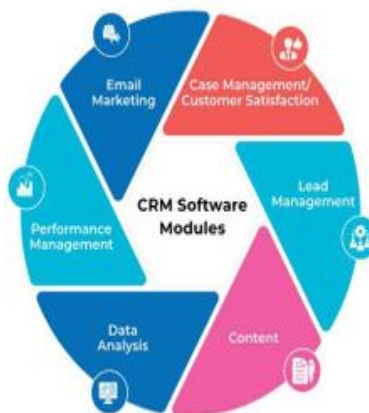 Email
Marketing
Case Management/
Customer Satisfaction
Lead
Management
Content
Data
Analysis
Performance
Management
CRM Software
Modules